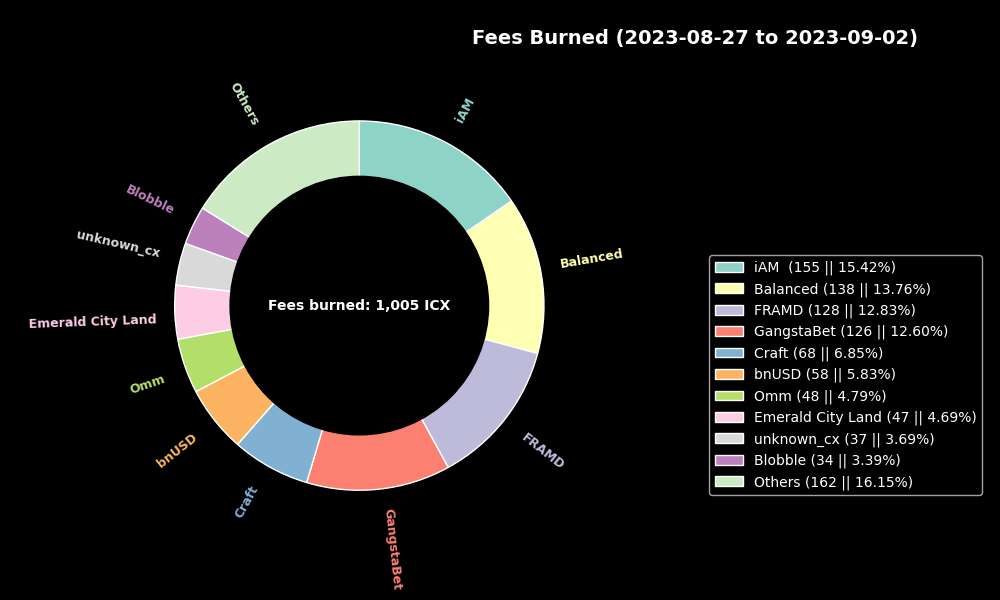 Fees Burned (2023-08-27 to 2023-09-02)
Others
iAM
Blobble
unknown_cx
Balanced
Emerald City Land
Fees burned: 1,005 ICX
Omm
bnUSD
FRAMD
Craft
GangstaBet
iAM  (155 || 15.42%)
Balanced (138 || 13.76%)
FRAMD (128 || 12.83%)
GangstaBet (126 || 12.60%)
Craft (68 || 6.85%)
bnUSD (58 || 5.83%)
Omm (48 || 4.79%)
Emerald City Land (47 || 4.69%)
unknown_cx (37 || 3.69%)
Blobble (34 || 3.39%)
Others (162 || 16.15%)